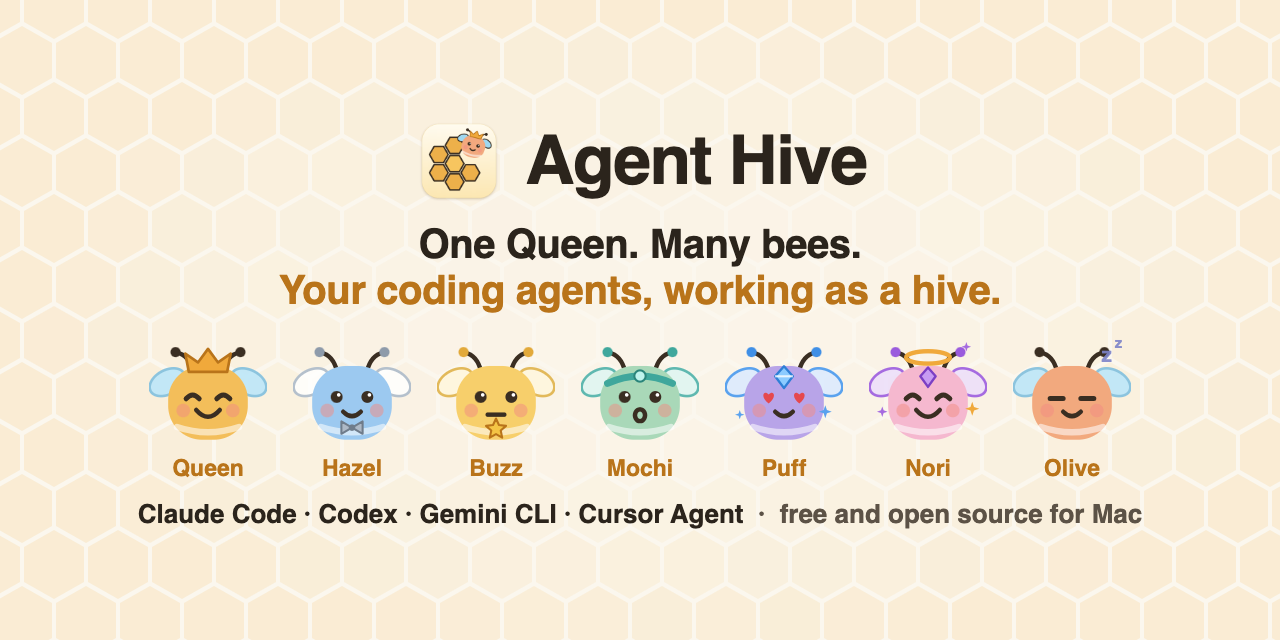 Agent Hive
One Queen. Many bees.
Your coding agents, working as a hive.
z z
Queen Hazel Buzz Mochi Puff Nori Olive
Claude Code · Codex · Gemini CLI · Cursor Agent · free and open source for Mac